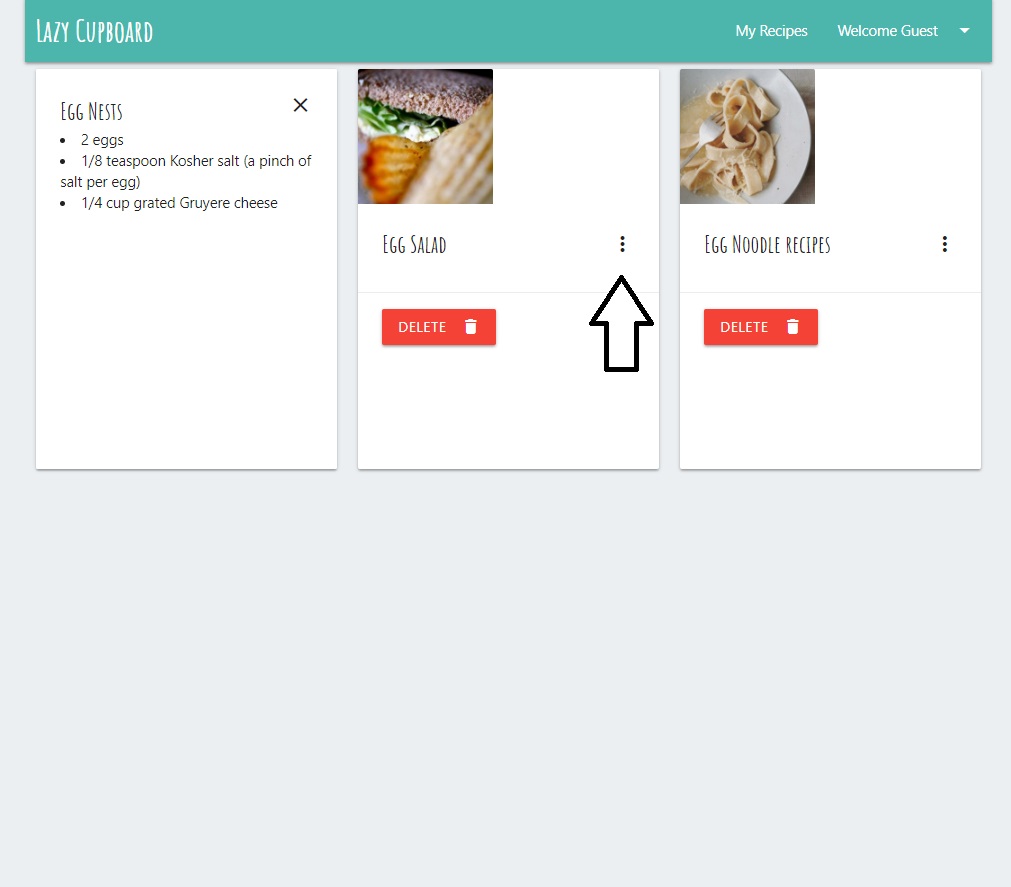 Lazy Cupboard
My Recipes
Welcome Guest
Egg Nests
2 eggs
1/8 teaspoon Kosher salt (a pinch of
salt per egg)
1/4 cup grated Gruyere cheese
Egg Salad
DELETE
Egg Noodle recipes
DELETE